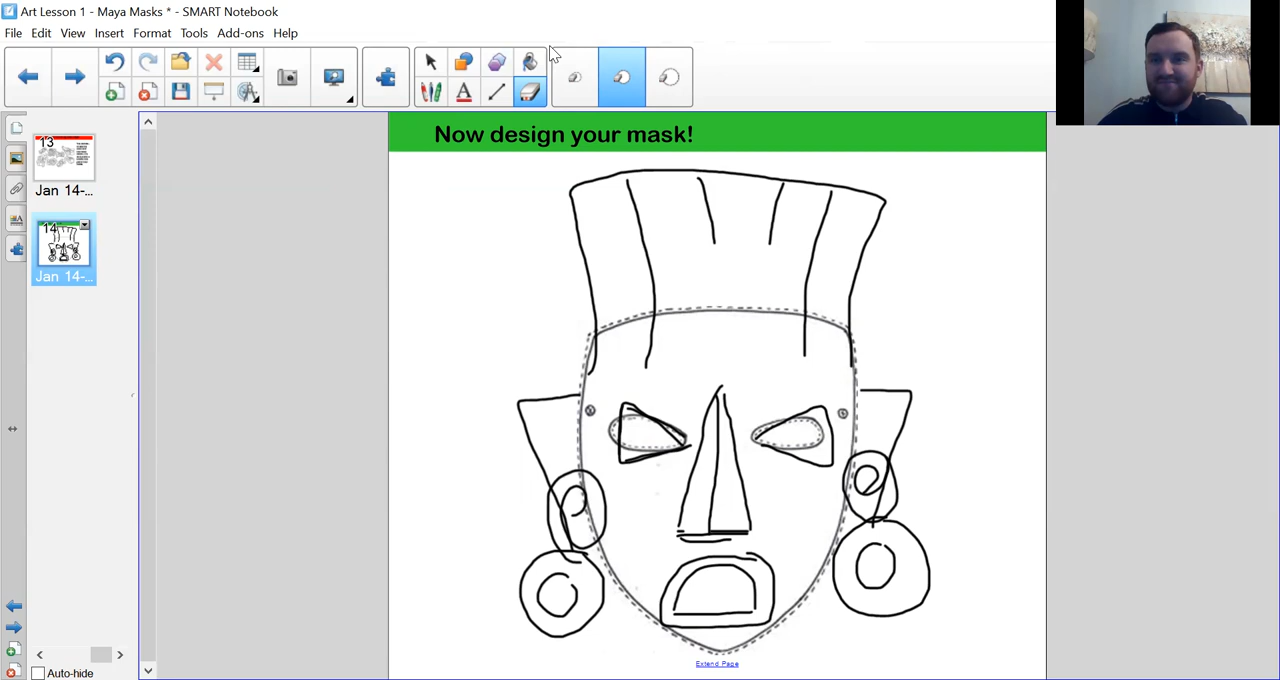 Art Lesson 1 - Maya Masks * - SMART Notebook
File Edit View Insert Format Tools Add-ons Help
Now design your mask!
13
Jan 14-...
14
Jan 14-...
Extend Page
Auto-hide